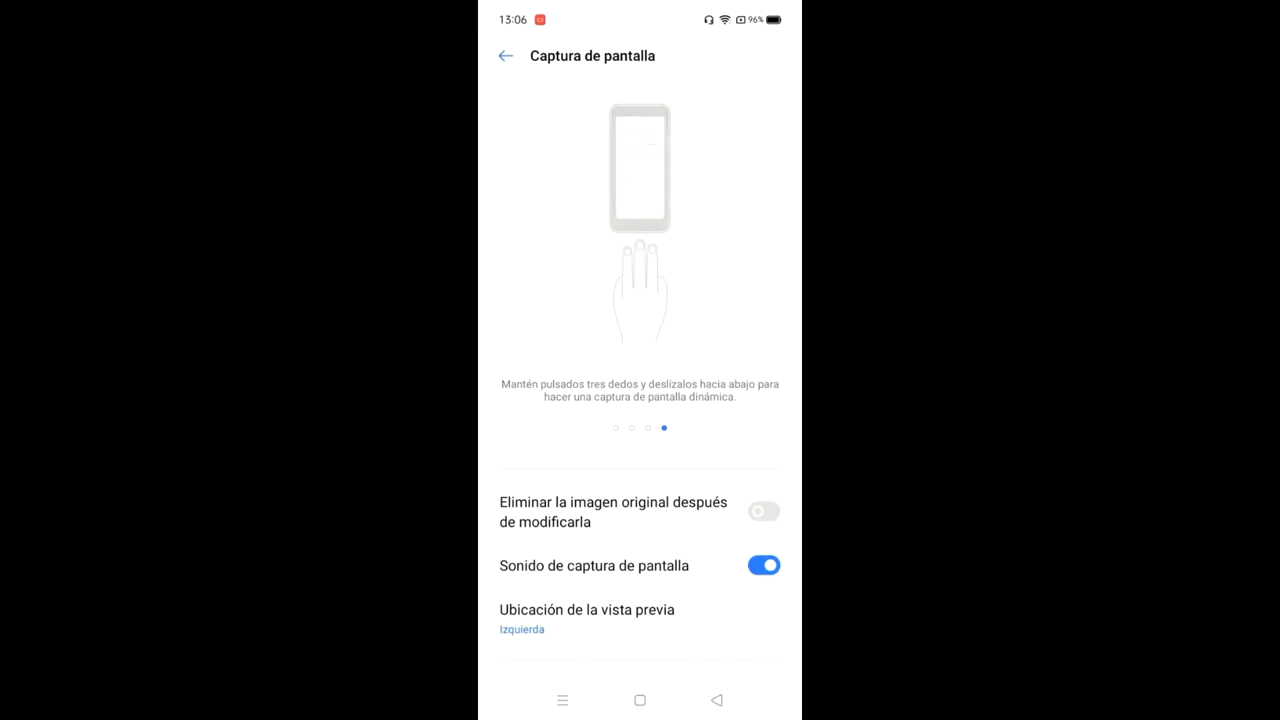 13:06
96%
Captura de pantalla
Mantén pulsados tres dedos y deslízalos hacia abajo para
hacer una captura de pantalla dinámica.
Eliminar la imagen original después
de modificarla
Sonido de captura de pantalla
Ubicación de la vista previa
Izquierda